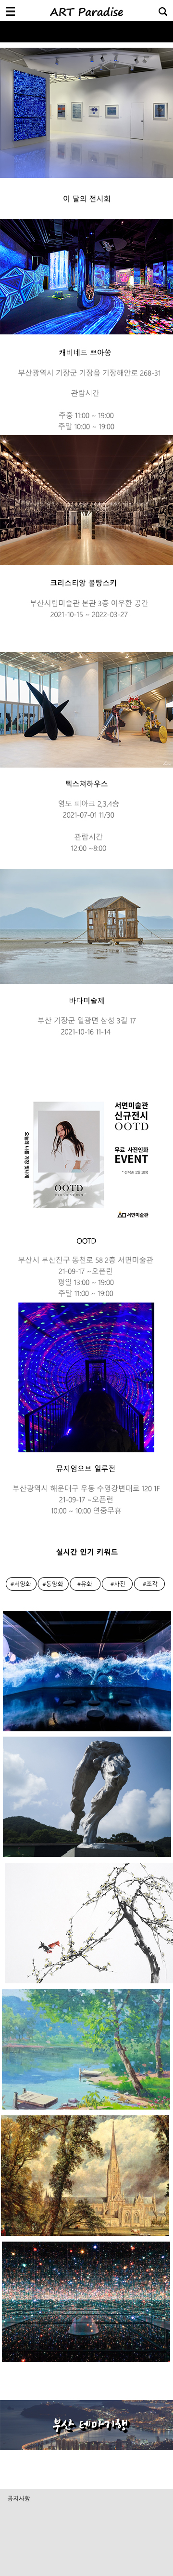 ART Paradise
이 달의 전시회
캐비네드 쁘아쏭
부산광역시 기장군 기장읍 기장해안로 268-31
관람시간
주중 11:00 ~ 19:00
주말 10:00 ~ 19:00
크리스티앙 볼탕스키
부산시립미술관 본관 3층 이우환 공간
2021-10-15 ~ 2022-03-27
텍스쳐하우스
영도 피아크 2,3,4층
2021-07-01 11/30
관람시간
12:00 ~8:00
바다미술제
부산 기장군 일광면 삼성 3길 17
2021-10-16 11-14
서면미술관
신규전시
OOTD
무료 사진인화
EVENT
오늘의 나를 가장 빛나게
OOTD
서면미술관
OOTD
부산시 부산진구 동천로 58 2층 서면미술관
21-09-17 ~오픈런
평일 13:00 ~ 19:00
주말 11:00 ~ 19:00
뮤지엄오브 일루전
부산광역시 해운대구 우동 수영강변대로 120 1F
21-09-17 ~오픈런
10:00 ~ 10:00 연중무휴
실시간 인기 키워드
#서양화 #동양화 #유화 #사진 #조각
부산 테마기행
공지사항